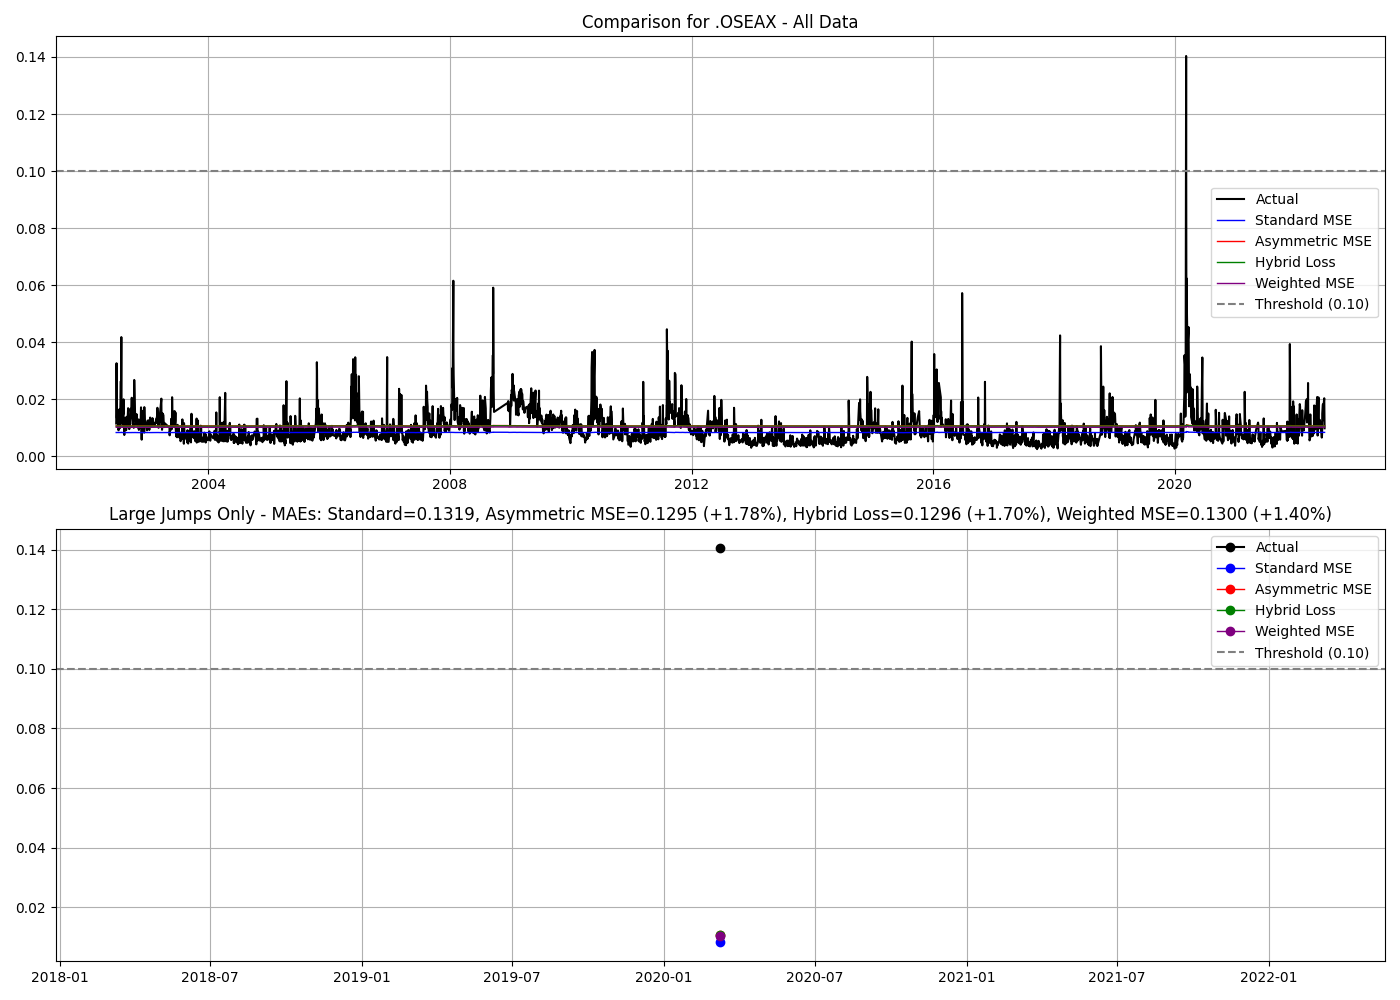 Comparison for .OSEAX - All Data
0.14
0.12
0.10
0.08
0.06
0.04
0.02
0.00
Actual
Standard MSE
Asymmetric MSE
Hybrid Loss
Weighted MSE
Threshold (0.10)
2004
2008
2012
2016
2020
Large Jumps Only - MAEs: Standard=0.1319, Asymmetric MSE=0.1295 (+1.78%), Hybrid Loss=0.1296 (+1.70%), Weighted MSE=0.1300 (+1.40%)
0.14
0.12
0.10
0.08
0.06
0.04
0.02
Actual
Standard MSE
Asymmetric MSE
Hybrid Loss
Weighted MSE
Threshold (0.10)
2018-01
2018-07
2019-01
2019-07
2020-01
2020-07
2021-01
2021-07
2022-01